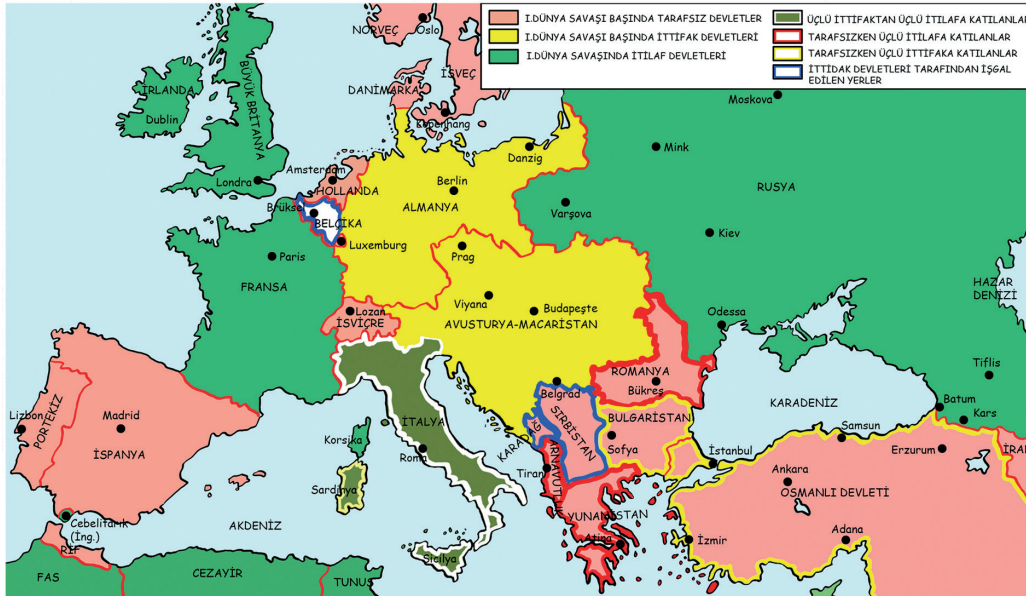 I.DÜNYA SAVAŞI BAŞINDA TARAFSIZ DEVLETLER
I.DÜNYA SAVAŞI BAŞINDA İTTİFAK DEVLETLERİ
I.DÜNYA SAVAŞINDA İTİLAF DEVLETLERİ
ÜÇLÜ İTTİFAKTAN ÜÇLÜ İTİLAFA KATILANLAR
TARAFSIZKEN ÜÇLÜ İTİLAFA KATILANLAR
TARAFSIZKEN ÜÇLÜ İTTİFAKA KATILANLAR
İTTİDAK DEVLETLERİ TARAFINDAN İŞGAL
EDİLEN YERLER
NORVEÇ
Oslo
İSVEÇ
DANİMARKA
Kopenhang
İRLANDA
Dublin
BÜYÜK BRİTANYA
Londra
Amsterdam
HOLLANDA
Brüksel
BELÇİKA
Luxemburg
Danzig
Berlin
ALMANYA
Prag
Moskova
Mink
RUSYA
Varşova
Kiev
Odessa
HAZAR
DENİZİ
Tiflis
Batum
Kars
Paris
FRANSA
Lozan
İSVİÇRE
Viyana
Budapeşte
AVUSTURYA-MACARİSTAN
ROMANYA
Bükreş
Belgrad
SIRBİSTAN
BULGARİSTAN
Sofya
KARADENİZ
PORTEKİZ
Lizbon
Madrid
İSPANYA
Korsika
Sardinya
İTALYA
Roma
Sicilya
Tiran
ARNAVUTLUK
YUNANİSTAN
Atina
İstanbul
Samsun
Erzurum
İRAN
Ankara
OSMANLI DEVLETİ
İzmir
Adana
AKDENİZ
Cebelitarık
(İng.)
RİF
FAS
CEZAYİR
TUNUS